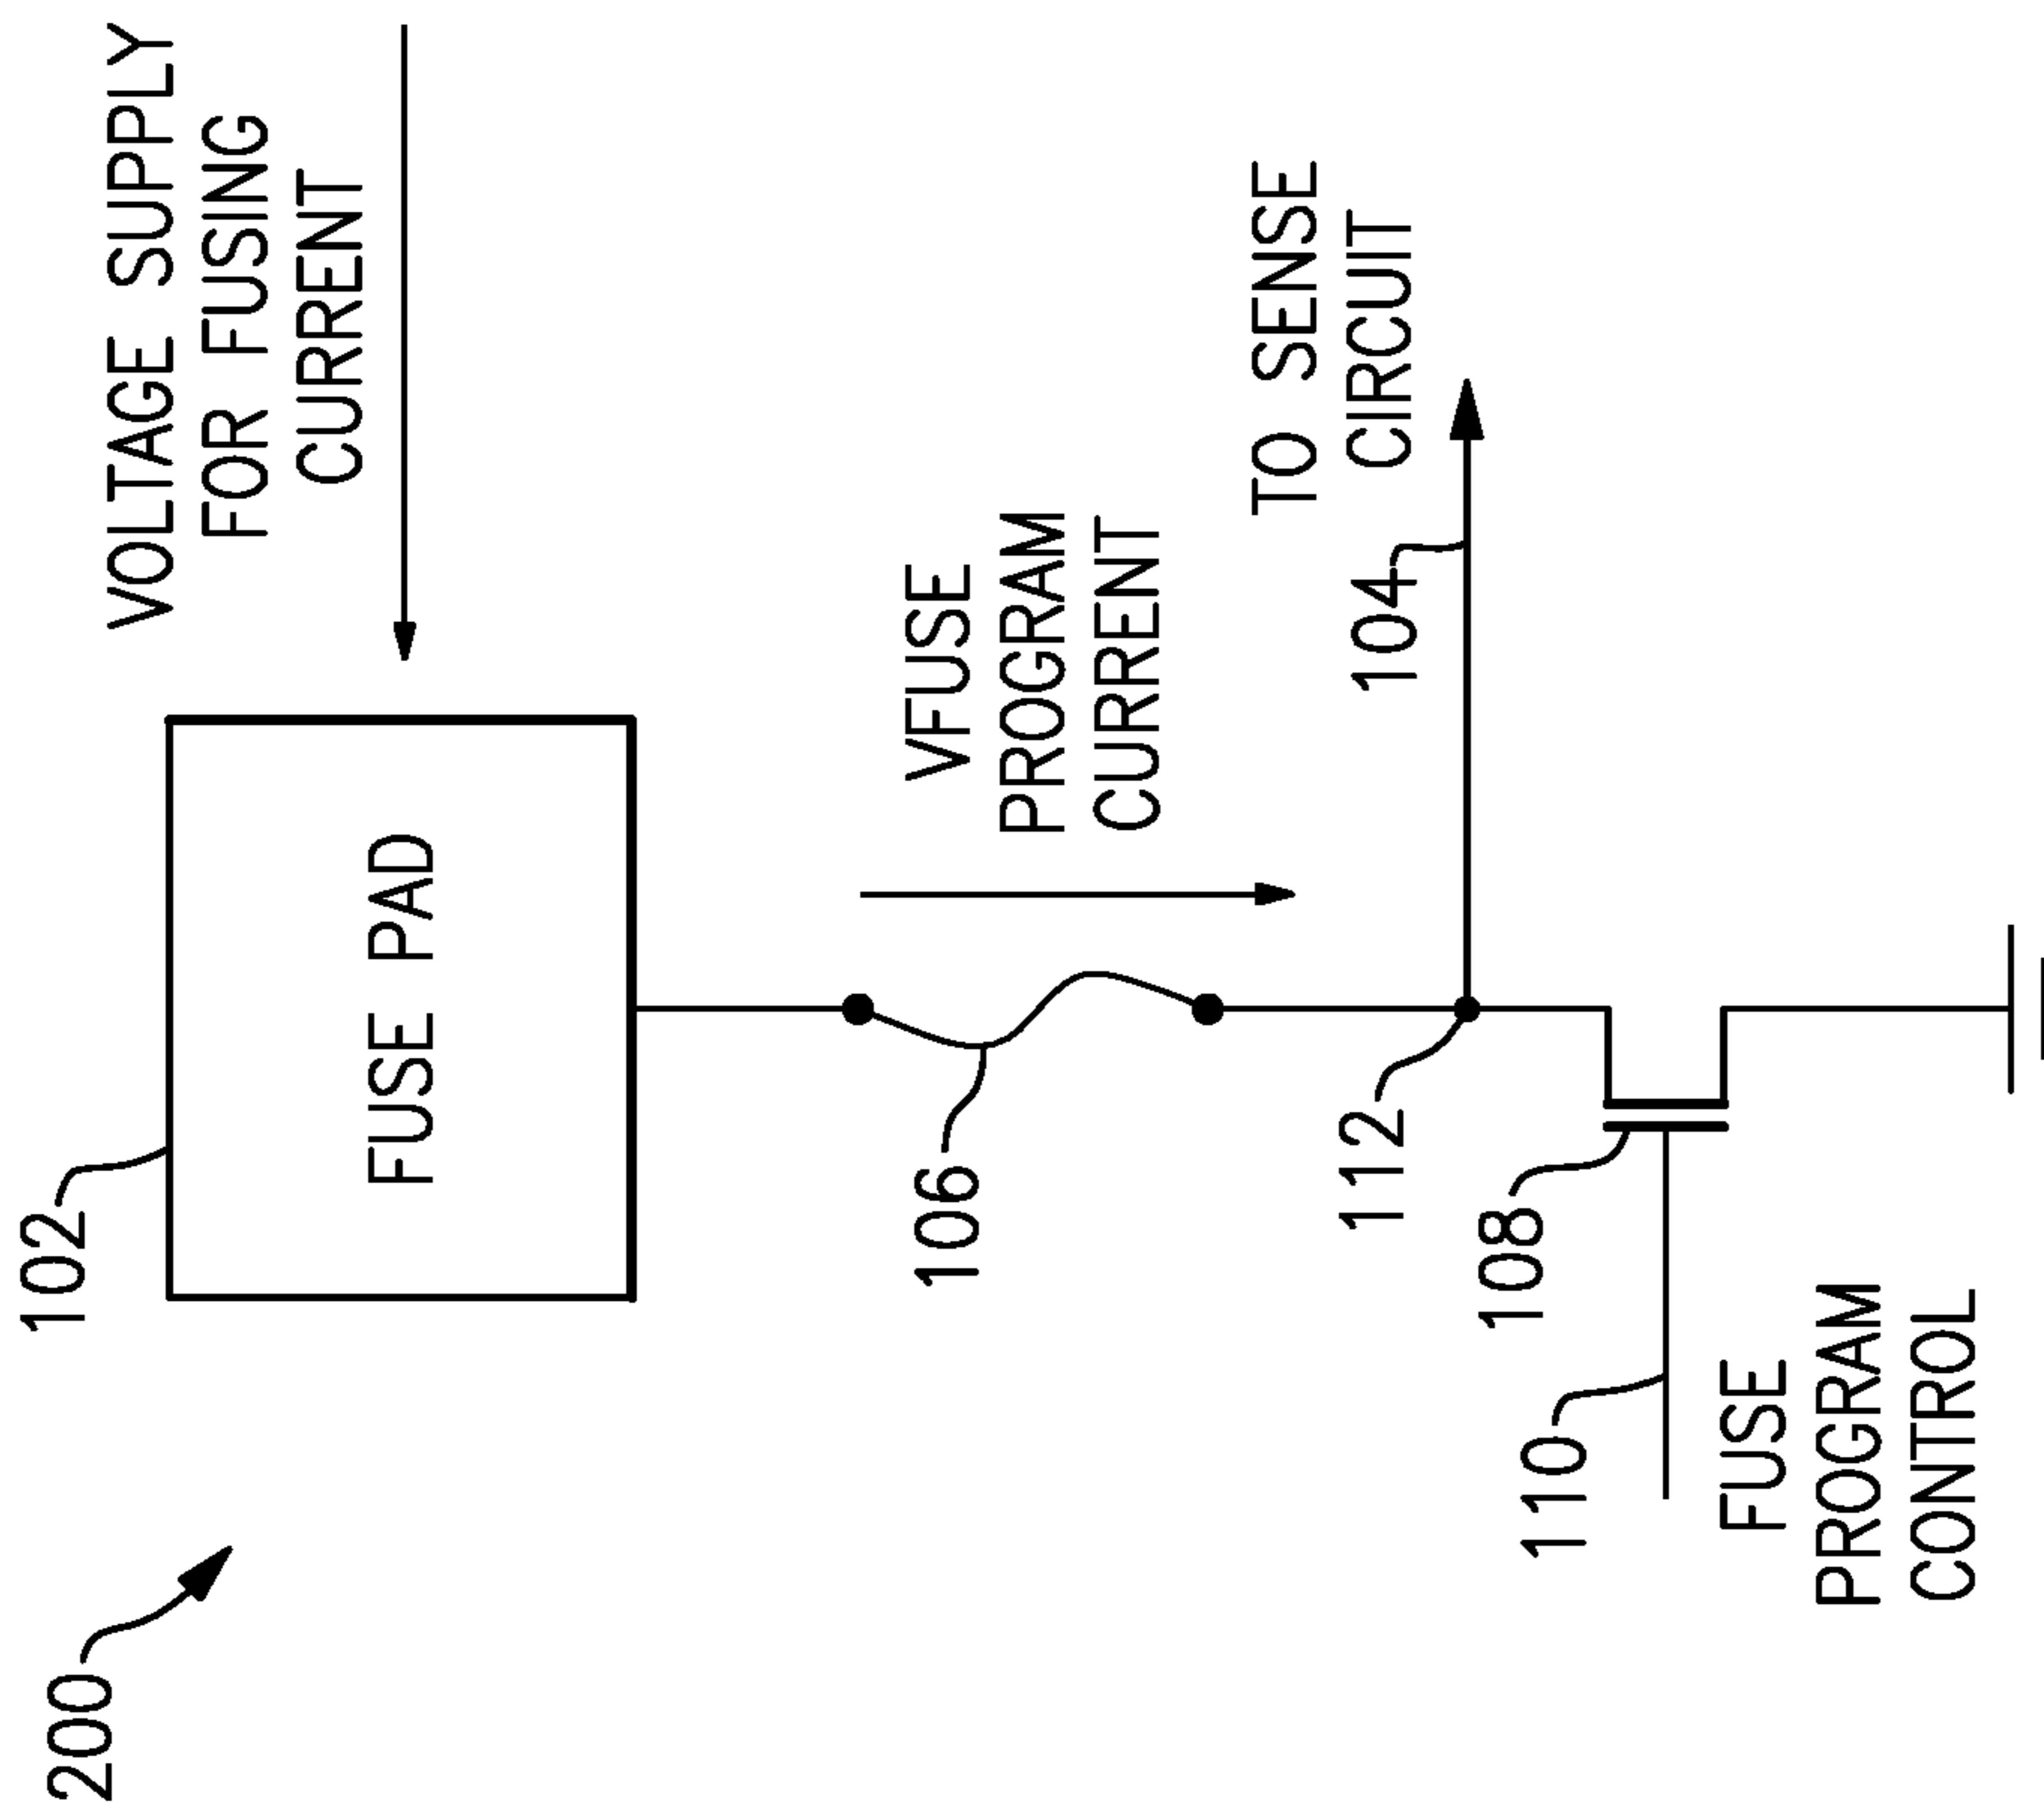 200
102
FUSE PAD
VOLTAGE SUPPLY
FOR FUSING
CURRENT
106
VFUSE
PROGRAM
CURRENT
112
104
TO SENSE
CIRCUIT
108
110
FUSE
PROGRAM
CONTROL